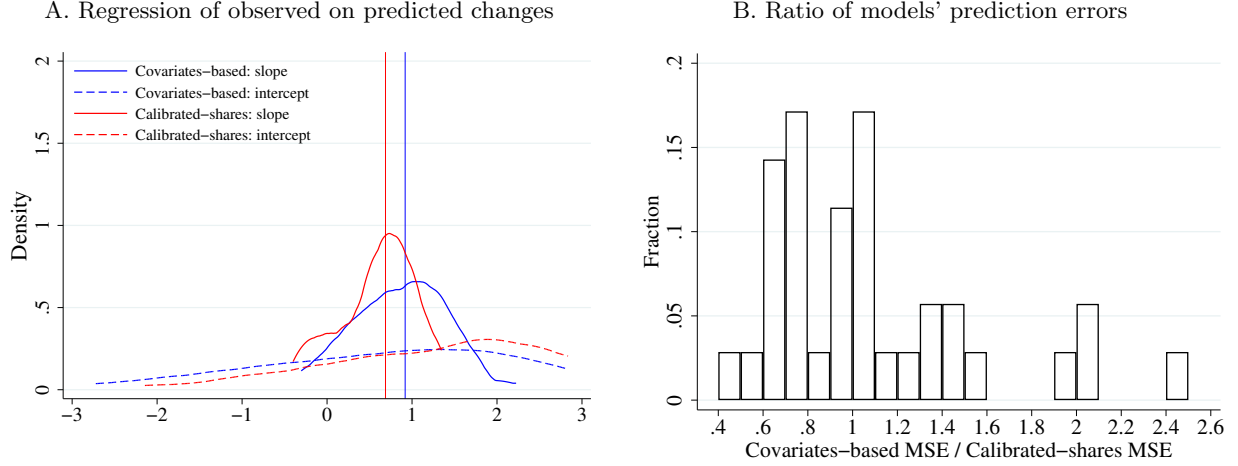 A. Regression of observed on predicted changes
2
1.5
1
.5
0
Density
Covariates−based: slope
Covariates−based: intercept
Calibrated−shares: slope
Calibrated−shares: intercept
−3 −2 −1 0 1 2 3
B. Ratio of models’ prediction errors
.2
.15
.1
.05
0
Fraction
.4 .6 .8 1 1.2 1.4 1.6 1.8 2 2.2 2.4 2.6
Covariates−based MSE / Calibrated−shares MSE